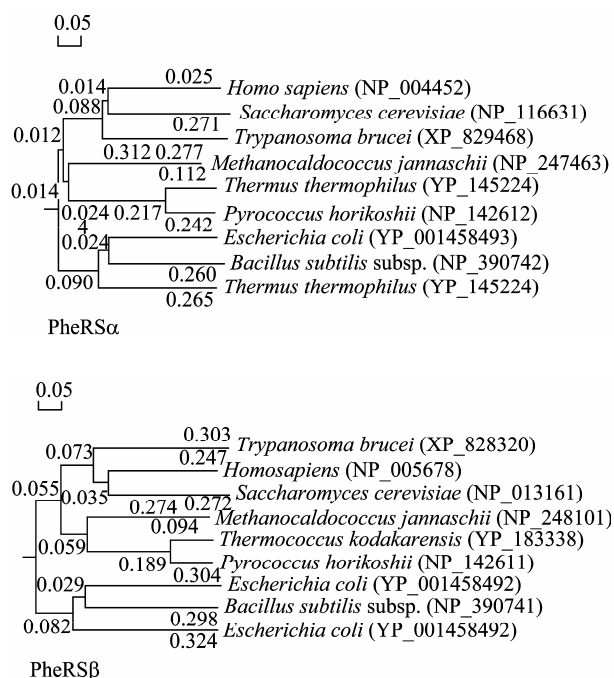 0.05
0.014
0.025
Homo sapiens (NP_004452)
0.088
Saccharomyces cerevisiae (NP_116631)
0.012
0.271
Trypanosoma brucei (XP_829468)
0.312 0.277
Methanocaldococcus jannaschii (NP_247463)
0.112
0.014
Thermus thermophilus (YP_145224)
0.024 0.217
Pyrococcus horikoshii (NP_142612)
4
0.242
0.024
Escherichia coli (YP_001458493)
Bacillus subtilis subsp. (NP_390742)
0.090
0.260
Thermus thermophilus (YP_145224)
0.265
PheRSα
0.05
0.303
0.073
Trypanosoma brucei (XP_828320)
0.247
Homosapiens (NP_005678)
0.055
0.035
0.274 0.272
Saccharomyces cerevisiae (NP_013161)
Methanocaldococcus jannaschii (NP_248101)
0.094
0.059
Thermococcus kodakarensis (YP_183338)
0.189
Pyrococcus horikoshii (NP_142611)
0.304
0.029
Escherichia coli (YP_001458492)
Bacillus subtilis subsp. (NP_390741)
0.082
0.298
Escherichia coli (YP_001458492)
0.324
PheRSβ